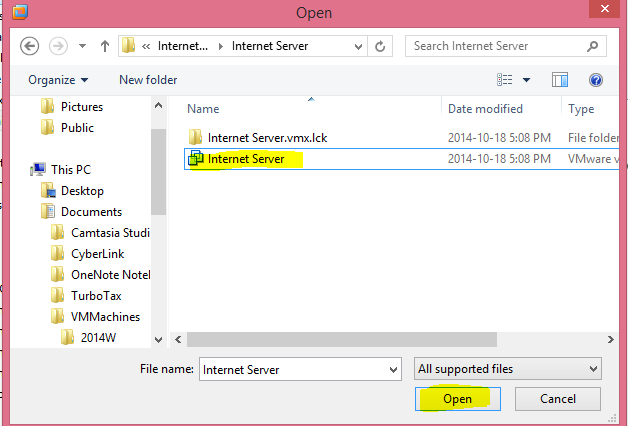 Open
« Internet... Internet Server
Search Internet Server
Organize New folder
Name Date modified Type
Pictures
Public
This PC
Desktop
Documents
Camtasia Studi
CyberLink
OneNote Notel
TurboTax
VMMachines
2014W
Internet Server.vmx.lck 2014-10-18 5:08 PM File folder
Internet Server 2014-10-18 5:08 PM VMware v
File name: Internet Server All supported files
Open Cancel